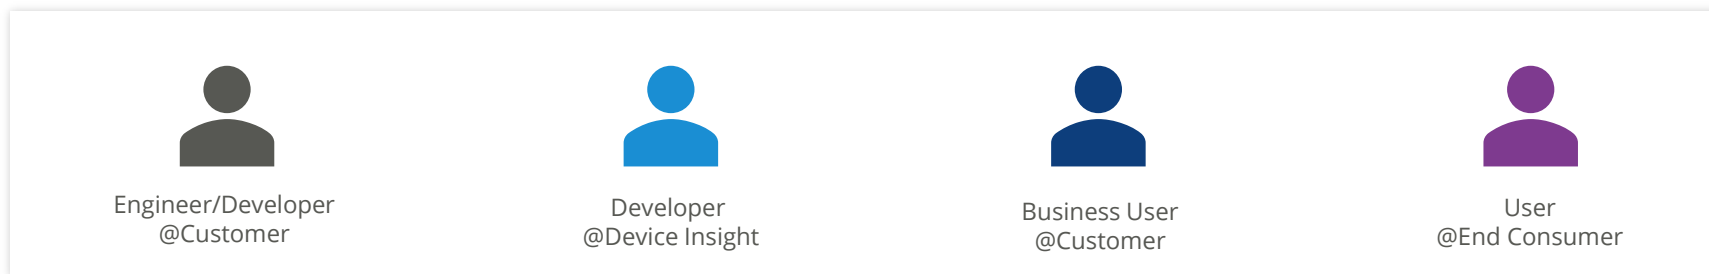 Engineer/Developer
@Customer
Developer
@Device Insight
Business User
@Customer
User
@End Consumer